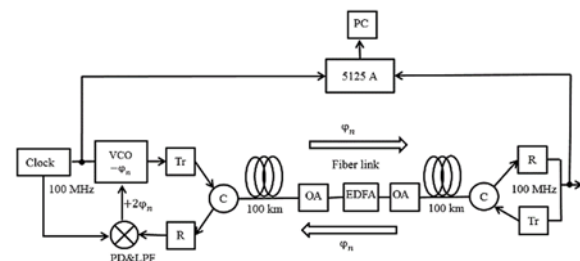 PC
5125 A
φn
Clock
VCO
−φn
Tr
Fiber link
R
100 MHz
100 MHz
+2φn
C
100 km
OA
EDFA
OA
100 km
C
R
φn
Tr
PD&LPF